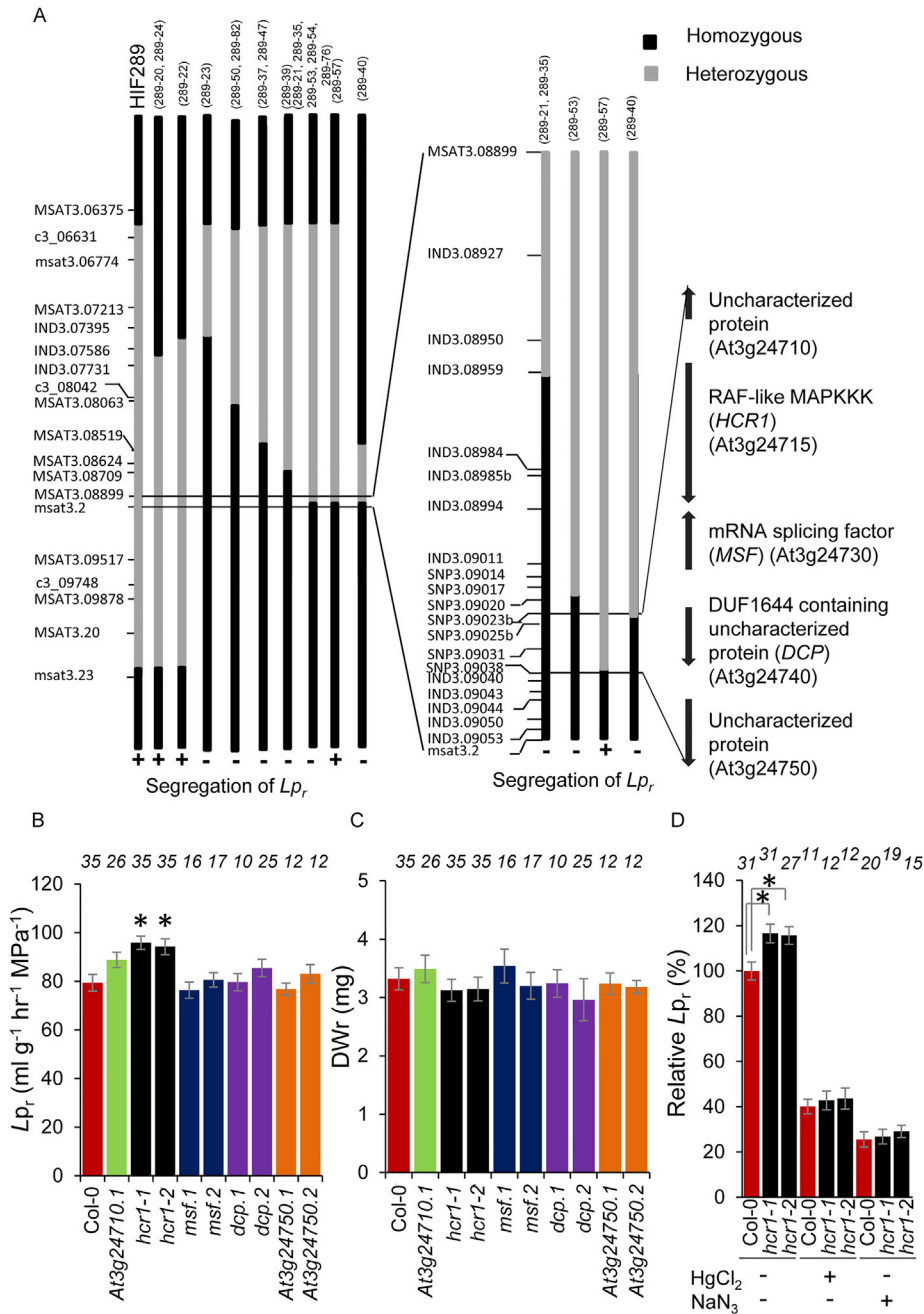 A
Homozygous
Heterozygous
HIF289
(289-20, 289-24)
(289-22)
(289-23)
(289-50, 289-82)
(289-37, 289-47)
(289-39)
(289-21, 289-35,
289-53, 289-54,
289-76)
(289-57)
(289-40)
MSAT3.06375
c3_06631
msat3.06774
MSAT3.07213
IND3.07395
IND3.07586
IND3.07731
c3_08042
MSAT3.08063
MSAT3.08519
MSAT3.08624
MSAT3.08709
MSAT3.08899
msat3.2
MSAT3.09517
c3_09748
MSAT3.09878
MSAT3.20
msat3.23
+ + + - - - - - + -
Segregation of Lpr
(289-21, 289-35)
(289-53)
(289-57)
(289-40)
MSAT3.08899
IND3.08927
IND3.08950
IND3.08959
IND3.08984
IND3.08985b
IND3.08994
IND3.09011
SNP3.09014
SNP3.09017
SNP3.09020
SNP3.09023b
SNP3.09025b
SNP3.09031
SNP3.09038
IND3.09040
IND3.09043
IND3.09044
IND3.09050
IND3.09053
msat3.2
- - + -
Segregation of Lpr
Uncharacterized
protein
(At3g24710)
RAF-like MAPKKK
(HCR1)
(At3g24715)
mRNA splicing factor
(MSF) (At3g24730)
DUF1644 containing
uncharacterized
protein (DCP)
(At3g24740)
Uncharacterized
protein
(At3g24750)
B
35 26 35 35 16 17 10 25 12 12
Lpr (ml g-1 hr-1 MPa-1)
120
100
80
60
40
20
0
* *
Col-0
At3g24710.1
hcr1-1
hcr1-2
msf.1
msf.2
dcp.1
dcp.2
At3g24750.1
At3g24750.2
C
35 26 35 35 16 17 10 25 12 12
DWr (mg)
5
4
3
2
1
0
Col-0
At3g24710.1
hcr1-1
hcr1-2
msf.1
msf.2
dcp.1
dcp.2
At3g24750.1
At3g24750.2
D
31 31 27 11 12 12 20 19 15
Relative Lpr (%)
140
120
100
80
60
40
20
0
*
*
Col-0
hcr1-1
hcr1-2
Col-0
hcr1-1
hcr1-2
Col-0
hcr1-1
hcr1-2
HgCl2 - + -
NaN3 - - +